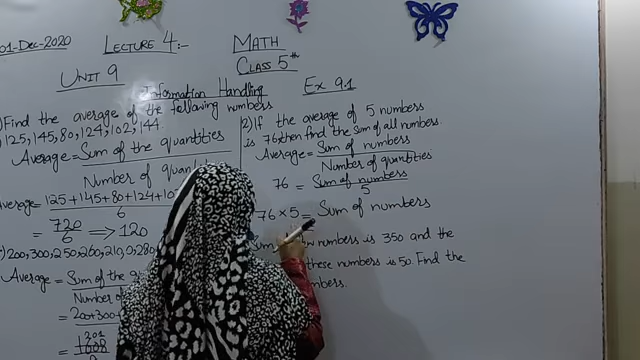 01-Dec-2020
LECTURE 4:-
MATH
CLASS 5th
UNIT 9
Information Handling
Ex 9.1
)Find the average of the following numbers
125,145,80,124,102,144
Average = Sum of the quantities
Number of quanti
= 125+145+80+124+10
6
= 720
6
=> 120
)200,300,250,260,210,0,280
Average = Sum of the qu
Number of
= 200+300
=
2) If the average of 5 numbers
is 76, then find the sum of all numbers.
Average = Sum of numbers
Number of quantities
76 = Sum of numbers
5
76 × 5 = Sum of numbers
numbers is 350 and the
these numbers is 50. Find the
numbers.